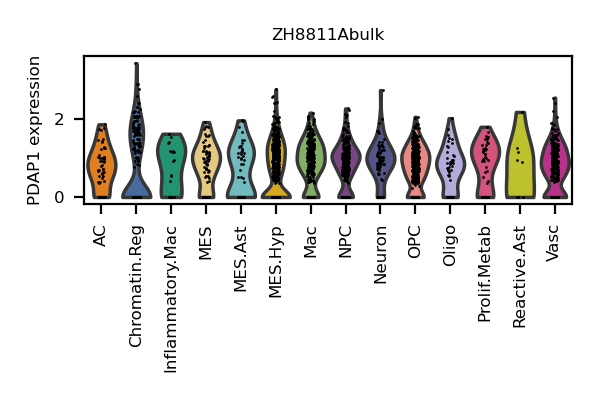 ZH8811Abulk
PDAP1 expression
2
0
AC
Chromatin.Reg
Inflammatory.Mac
MES
MES.Ast
MES.Hyp
Mac
NPC
Neuron
OPC
Oligo
Prolif.Metab
Reactive.Ast
Vasc